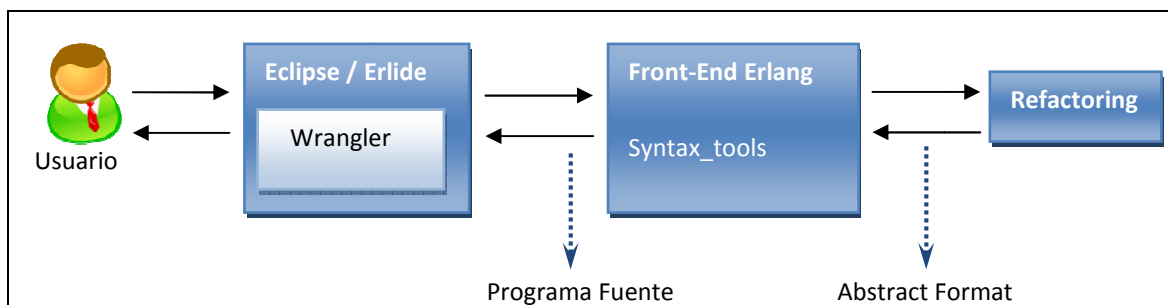 Eclipse / Erlide
Wrangler
Usuario
Front-End Erlang
Syntax_tools
Refactoring
Programa Fuente
Abstract Format